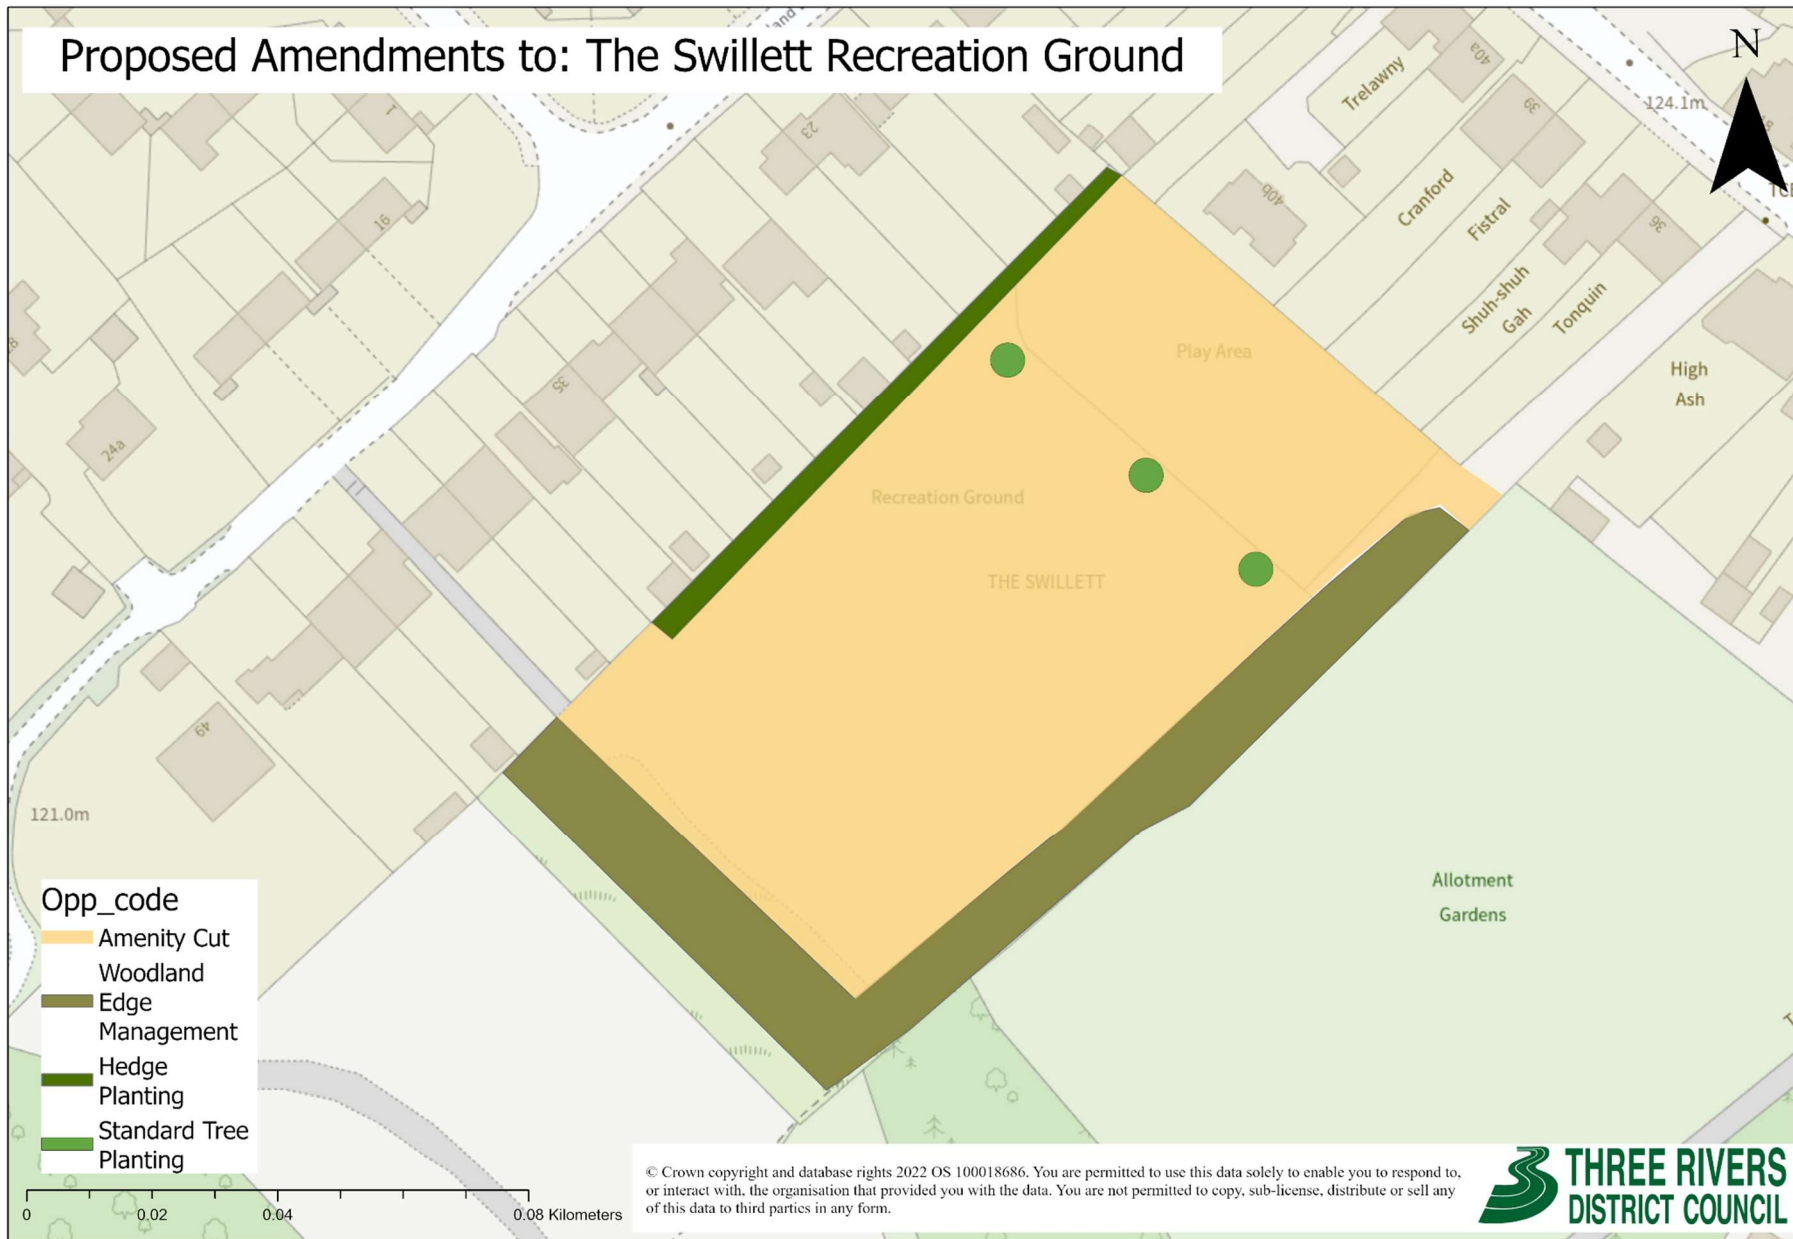 Proposed Amendments to: The Swillett Recreation Ground
N
124.1m
Trelawny
40a
39
1
23
40b
Cranford
16
Fistral
36
Shuh-shuh
Gah
Tonquin
Play Area
High
Ash
35
24a
Recreation Ground
THE SWILLETT
49
121.0m
Allotment
Gardens
Opp_code
Amenity Cut
Woodland
Edge
Management
Hedge
Planting
Standard Tree
Planting
0 0.02 0.04 0.08 Kilometers
© Crown copyright and database rights 2022 OS 100018686. You are permitted to use this data solely to enable you to respond to,
or interact with, the organisation that provided you with the data. You are not permitted to copy, sub-license, distribute or sell any
of this data to third parties in any form.
THREE RIVERS
DISTRICT COUNCIL